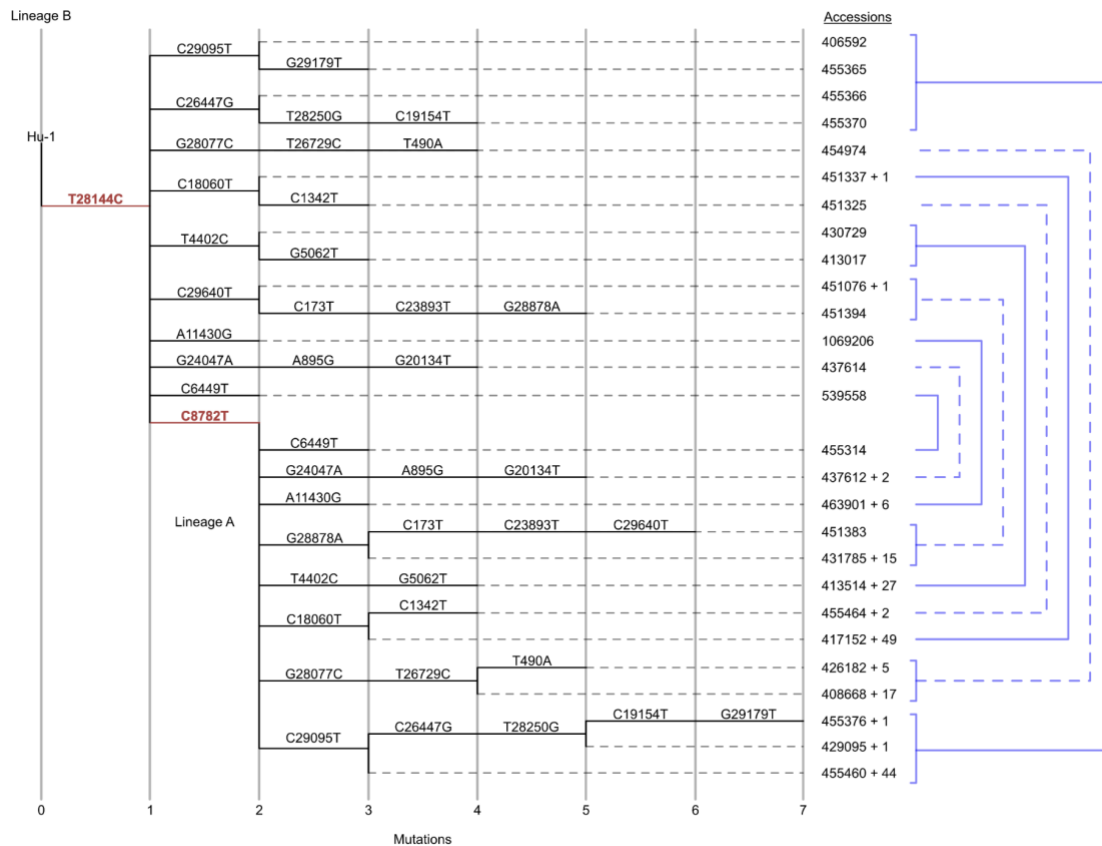 Lineage B
Accessions
C29095T
406592
G29179T
455365
C26447G
455366
T28250G C19154T
455370
Hu-1
G28077C T26729C T490A
454974
T28144C
C18060T
451337 + 1
C1342T
451325
T4402C
430729
G5062T
413017
C29640T
451076 + 1
C173T C23893T G28878A
451394
A11430G
1069206
G24047A A895G G20134T
437614
C6449T
539558
C8782T
C6449T
455314
G24047A A895G G20134T
437612 + 2
A11430G
463901 + 6
Lineage A
C173T C23893T C29640T
451383
G28878A
431785 + 15
T4402C G5062T
413514 + 27
C1342T
455464 + 2
C18060T
417152 + 49
T490A
426182 + 5
G28077C T26729C
408668 + 17
C19154T G29179T
455376 + 1
C26447G T28250G
429095 + 1
C29095T
455460 + 44
0 1 2 3 4 5 6 7
Mutations